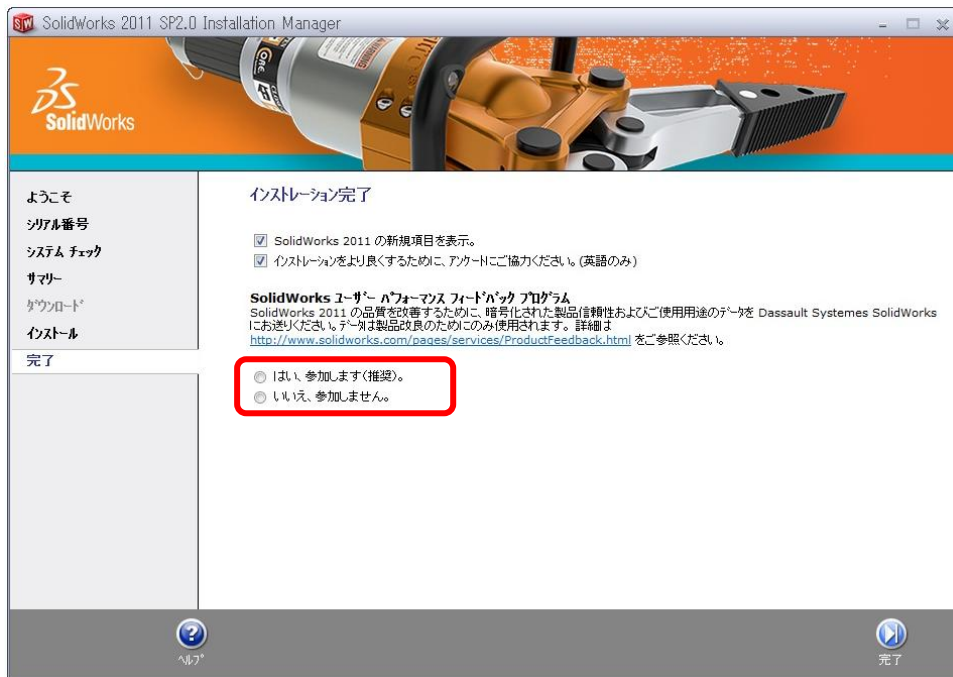 SolidWorks 2011 SP2.0 Installation Manager
SolidWorks
ようこそ
シリアル番号
システム チェック
サマリー
ダウンロード
インストール
完了
インストレーション完了
SolidWorks 2011 の新規項目を表示。
インストレーションをより良くするために、アンケートにご協力ください。(英語のみ)
SolidWorks ユーザー パフォーマンス フィードバック プログラム
SolidWorks 2011 の品質を改善するために、暗号化された製品信頼性およびご使用用途のデータを Dassault Systemes SolidWorks
にお送りください。データは製品改良のためにのみ使用されます。詳細は
http://www.solidworks.com/pages/services/ProductFeedback.html をご参照ください。
はい、参加します(推奨)。
いいえ、参加しません。
ヘルプ
完了